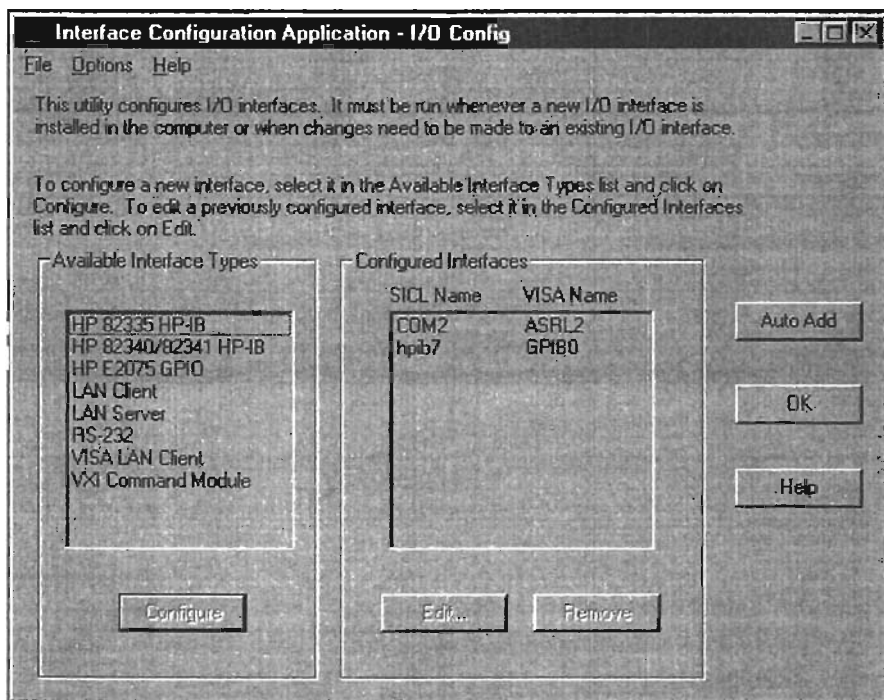 Interface Configuration Application - I/O Config
File Options Help
This utility configures I/O interfaces. It must be run whenever a new I/O interface is
installed in the computer or when changes need to be made to an existing I/O interface.
To configure a new interface, select it in the Available Interface Types list and click on
Configure. To edit a previously configured interface, select it in the Configured Interfaces
list and click on Edit.
Available Interface Types
HP 82335 HP-IB
HP 82340/82341 HP-IB
HP E2075 GPIO
LAN Client
LAN Server
RS-232
VISA LAN Client
VXI Command Module
Configure
Configured Interfaces
SICL Name VISA Name
COM2 ASRL2
hpib7 GPIB0
Edit... Remove
Auto Add
OK
Help